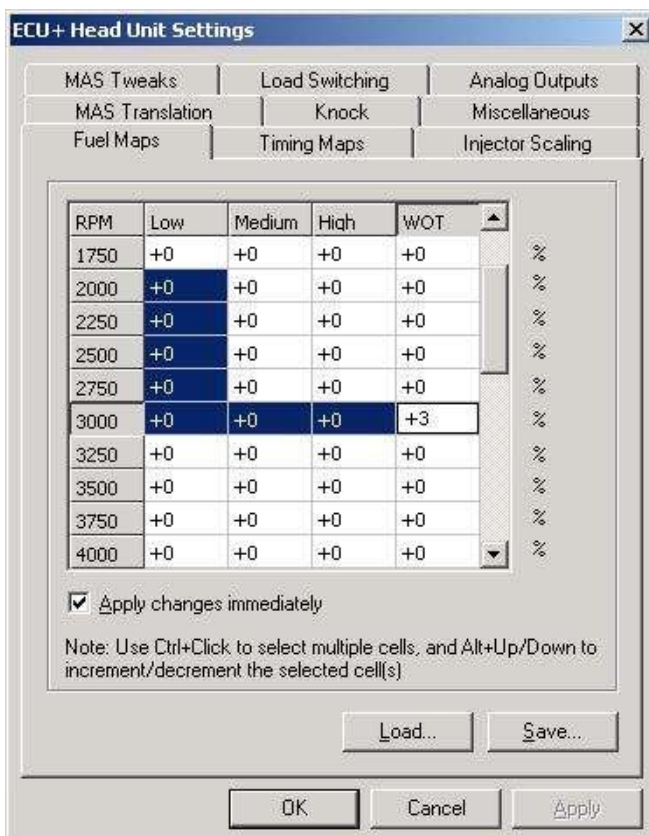 ECU+ Head Unit Settings
MAS Tweaks Load Switching Analog Outputs
MAS Translation Knock Miscellaneous
Fuel Maps Timing Maps Injector Scaling
RPM Low Medium High WOT
1750 +0 +0 +0 +0 %
2000 +0 +0 +0 +0 %
2250 +0 +0 +0 +0 %
2500 +0 +0 +0 +0 %
2750 +0 +0 +0 +0 %
3000 +0 +0 +0 +3 %
3250 +0 +0 +0 +0 %
3500 +0 +0 +0 +0 %
3750 +0 +0 +0 +0 %
4000 +0 +0 +0 +0 %
Apply changes immediately
Note: Use Ctrl+Click to select multiple cells, and Alt+Up/Down to
increment/decrement the selected cell(s)
Load... Save...
OK Cancel Apply